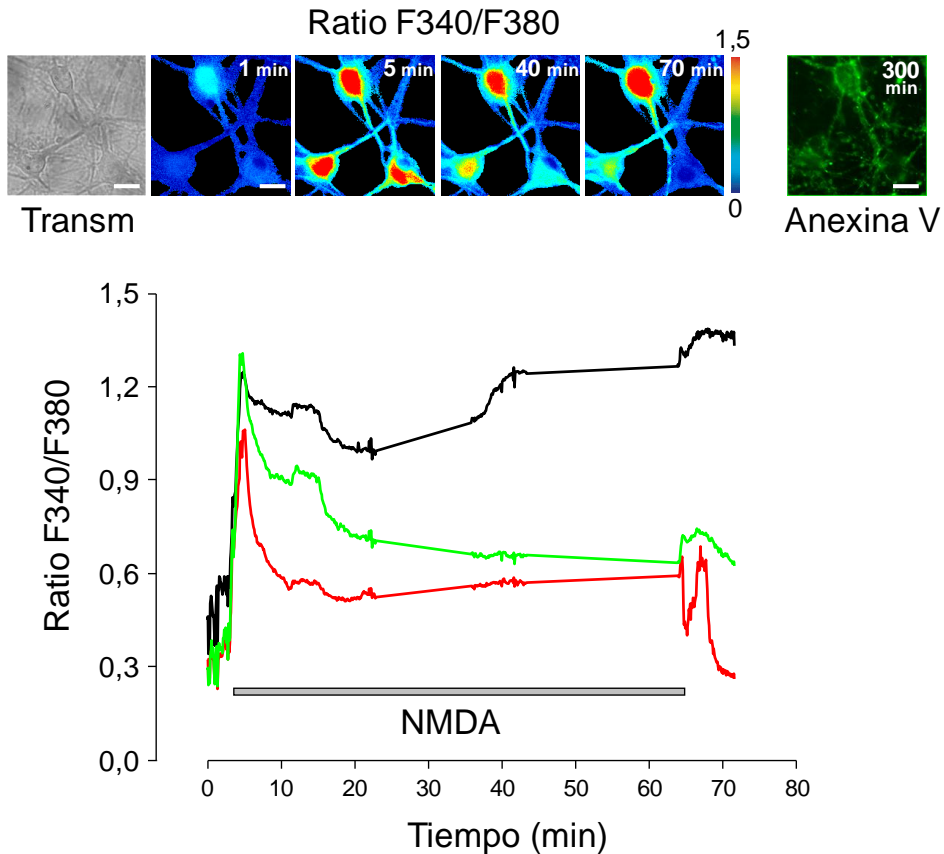 Ratio F340/F380
1,5
1 min
5 min
40 min
70 min
300
min
0
Transm
Anexina V
1,5
1,2
0,9
0,6
0,3
0,0
Ratio F340/F380
NMDA
0
10
20
30
40
50
60
70
80
Tiempo (min)